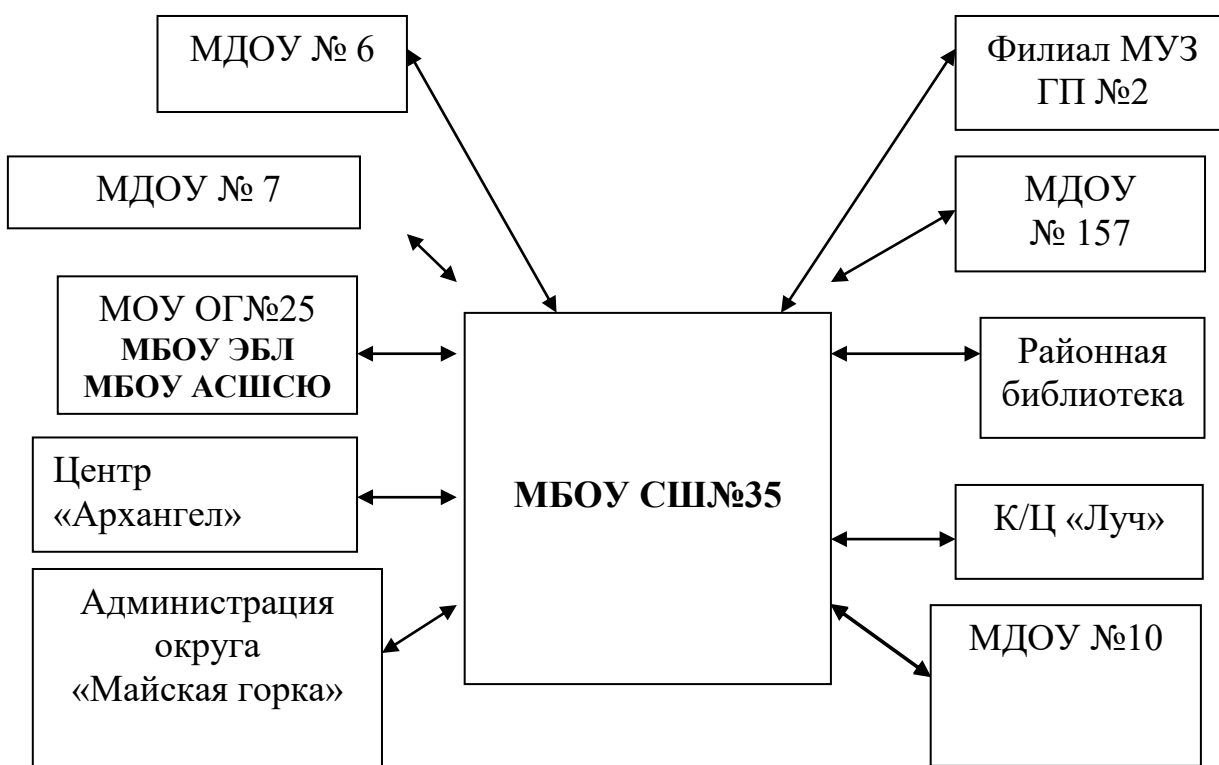 МДОУ № 6
Филиал МУЗ
ГП №2
МДОУ № 7
МДОУ
№ 157
МОУ ОГ№25
МБОУ ЭБЛ
МБОУ АСШСЮ
Районная
библиотека
Центр
«Архангел»
МБОУ СШ№35
К/Ц «Луч»
Администрация
округа
«Майская горка»
МДОУ №10